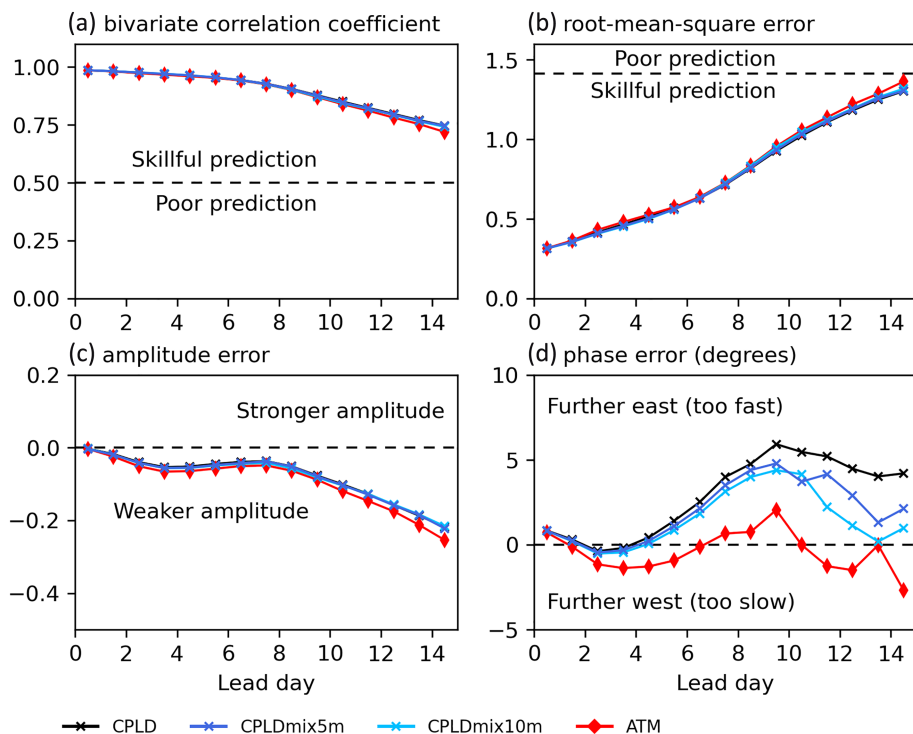 (a) bivariate correlation coefficient
1.00
0.75
0.50
0.25
0.00
Skillful prediction
Poor prediction
0 2 4 6 8 10 12 14
(b) root-mean-square error
1.5
1.0
0.5
0.0
Poor prediction
Skillful prediction
0 2 4 6 8 10 12 14
(c) amplitude error
0.2
0.0
−0.2
−0.4
Stronger amplitude
Weaker amplitude
0 2 4 6 8 10 12 14
Lead day
(d) phase error (degrees)
10
5
0
−5
Further east (too fast)
Further west (too slow)
0 2 4 6 8 10 12 14
Lead day
CPLD CPLDmix5m CPLDmix10m ATM